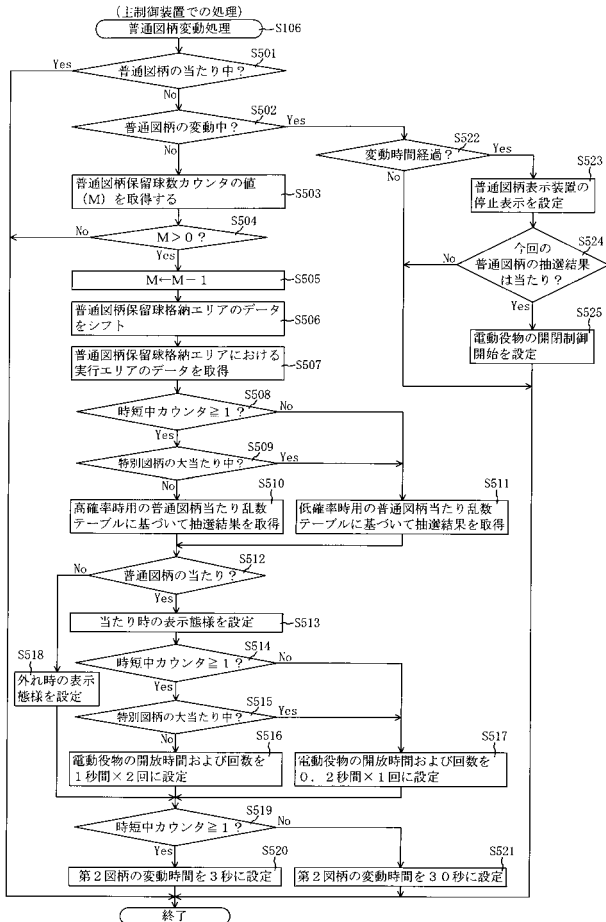 (主制御装置での処理)
普通図柄変動処理
S106
S501
普通図柄の当たり中?
Yes
No
S502
普通図柄の変動中?
Yes
No
S522
変動時間経過?
Yes
No
S523
普通図柄表示装置の
停止表示を設定
普通図柄保留球数カウンタの値
(M)を取得する
S503
S504
M>0?
No
Yes
S524
今回の
普通図柄の抽選結果
は当たり?
No
Yes
M←M-1
S505
普通図柄保留球格納エリアのデータ
をシフト
S506
S525
電動役物の開閉制御
開始を設定
普通図柄保留球格納エリアにおける
実行エリアのデータを取得
S507
S508
時短中カウンタ≧1?
No
Yes
S509
特別図柄の大当たり中?
Yes
No
S510
高確率時用の普通図柄当たり乱数
テーブルに基づいて抽選結果を取得
S511
低確率時用の普通図柄当たり乱数
テーブルに基づいて抽選結果を取得
S512
普通図柄の当たり?
No
Yes
当たり時の表示態様を設定
S513
S514
時短中カウンタ≧1?
No
Yes
S518
外れ時の表示
態様を設定
S515
特別図柄の大当たり中?
Yes
No
S516
電動役物の開放時間および回数を
1秒間×2回に設定
S517
電動役物の開放時間および回数を
0.2秒間×1回に設定
S519
時短中カウンタ≧1?
No
Yes
S520
第2図柄の変動時間を3秒に設定
S521
第2図柄の変動時間を30秒に設定
終了